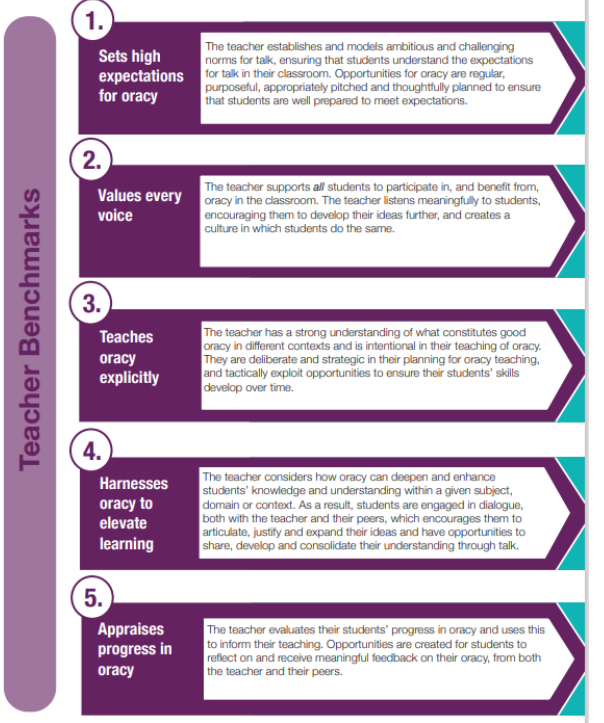 Teacher Benchmarks
1.
Sets high
expectations
for oracy
The teacher establishes and models ambitious and challenging
norms for talk, ensuring that students understand the expectations
for talk in their classroom. Opportunities for oracy are regular,
purposeful, appropriately pitched and thoughtfully planned to ensure
that students are well prepared to meet expectations.
2.
Values every
voice
The teacher supports all students to participate in, and benefit from,
oracy in the classroom. The teacher listens meaningfully to students,
encouraging them to develop their ideas further, and creates a
culture in which students do the same.
3.
Teaches
oracy
explicitly
The teacher has a strong understanding of what constitutes good
oracy in different contexts and is intentional in their teaching of oracy.
They are deliberate and strategic in their planning for oracy teaching,
and tactically exploit opportunities to ensure their students' skills
develop over time.
4.
Harnesses
oracy to
elevate
learning
The teacher considers how oracy can deepen and enhance
students' knowledge and understanding within a given subject,
domain or context. As a result, students are engaged in dialogue,
both with the teacher and their peers, which encourages them to
articulate, justify and expand their ideas and have opportunities to
share, develop and consolidate their understanding through talk.
5.
Appraises
progress in
oracy
The teacher evaluates their students' progress in oracy and uses this
to inform their teaching. Opportunities are created for students to
reflect on and receive meaningful feedback on their oracy, from both
the teacher and their peers.